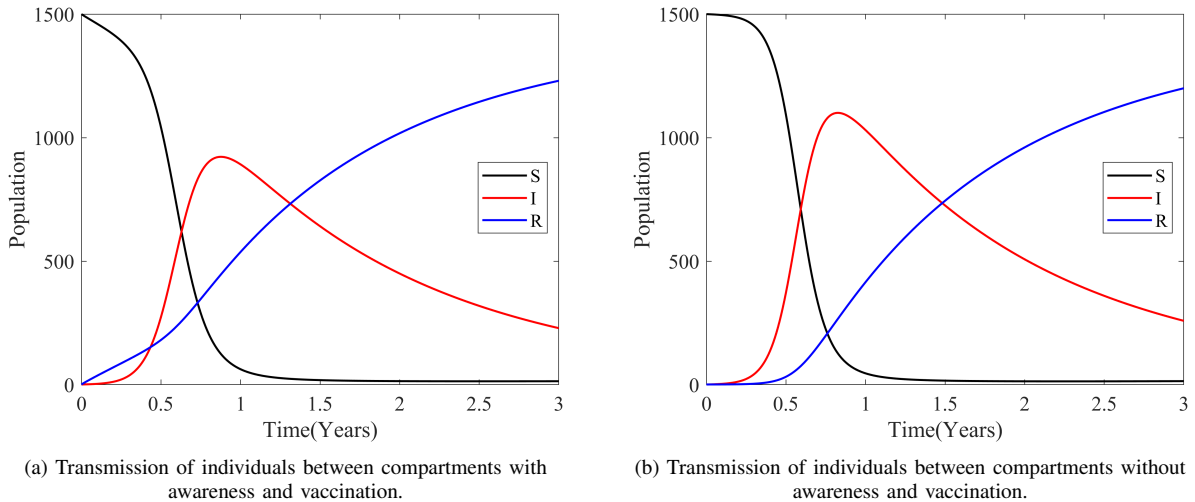 1500
1000
500
0
Population
S
I
R
0
0.5
1
1.5
2
2.5
3
Time(Years)
(a) Transmission of individuals between compartments with
awareness and vaccination.
1500
1000
500
0
Population
S
I
R
0
0.5
1
1.5
2
2.5
3
Time(Years)
(b) Transmission of individuals between compartments without
awareness and vaccination.